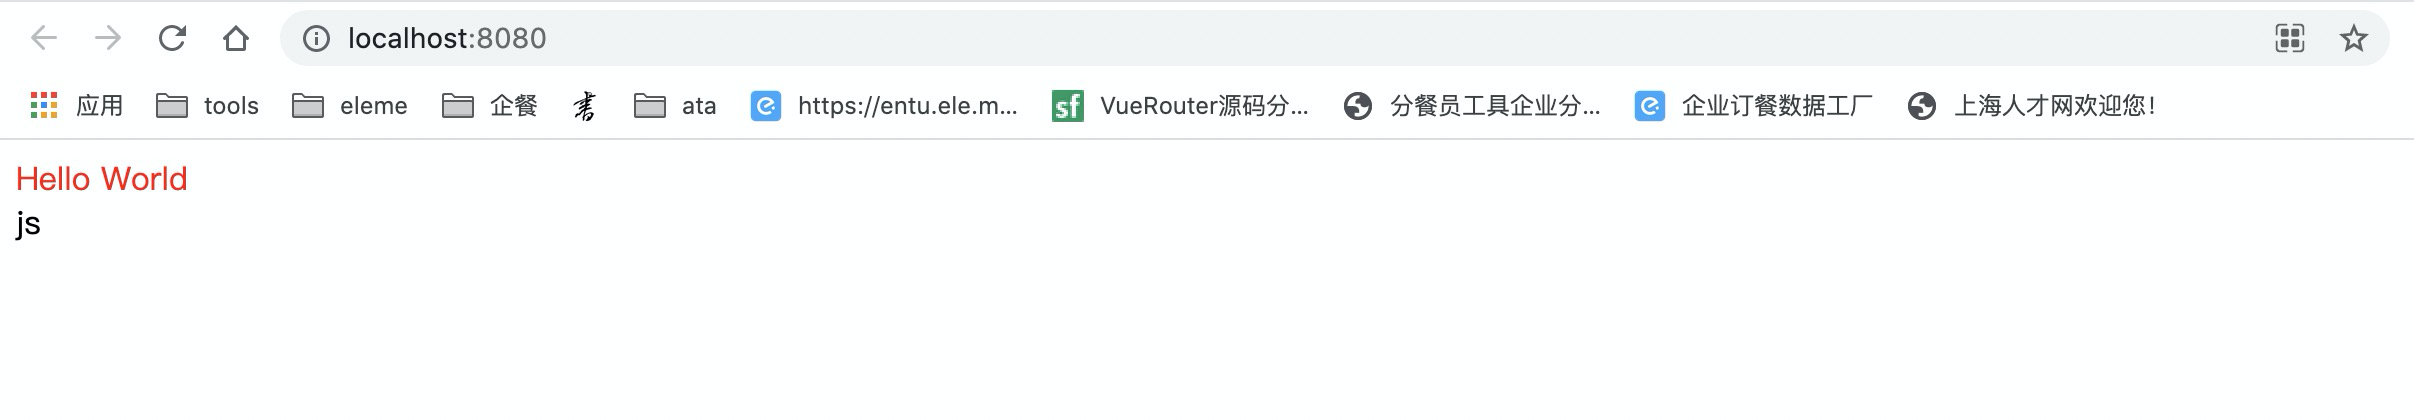 localhost:8080
应用 tools eleme 企餐 ata https://entu.ele.m... sf VueRouter源码分... 分餐员工具企业分... 企业订餐数据工厂 上海人才网欢迎您!
Hello World
js